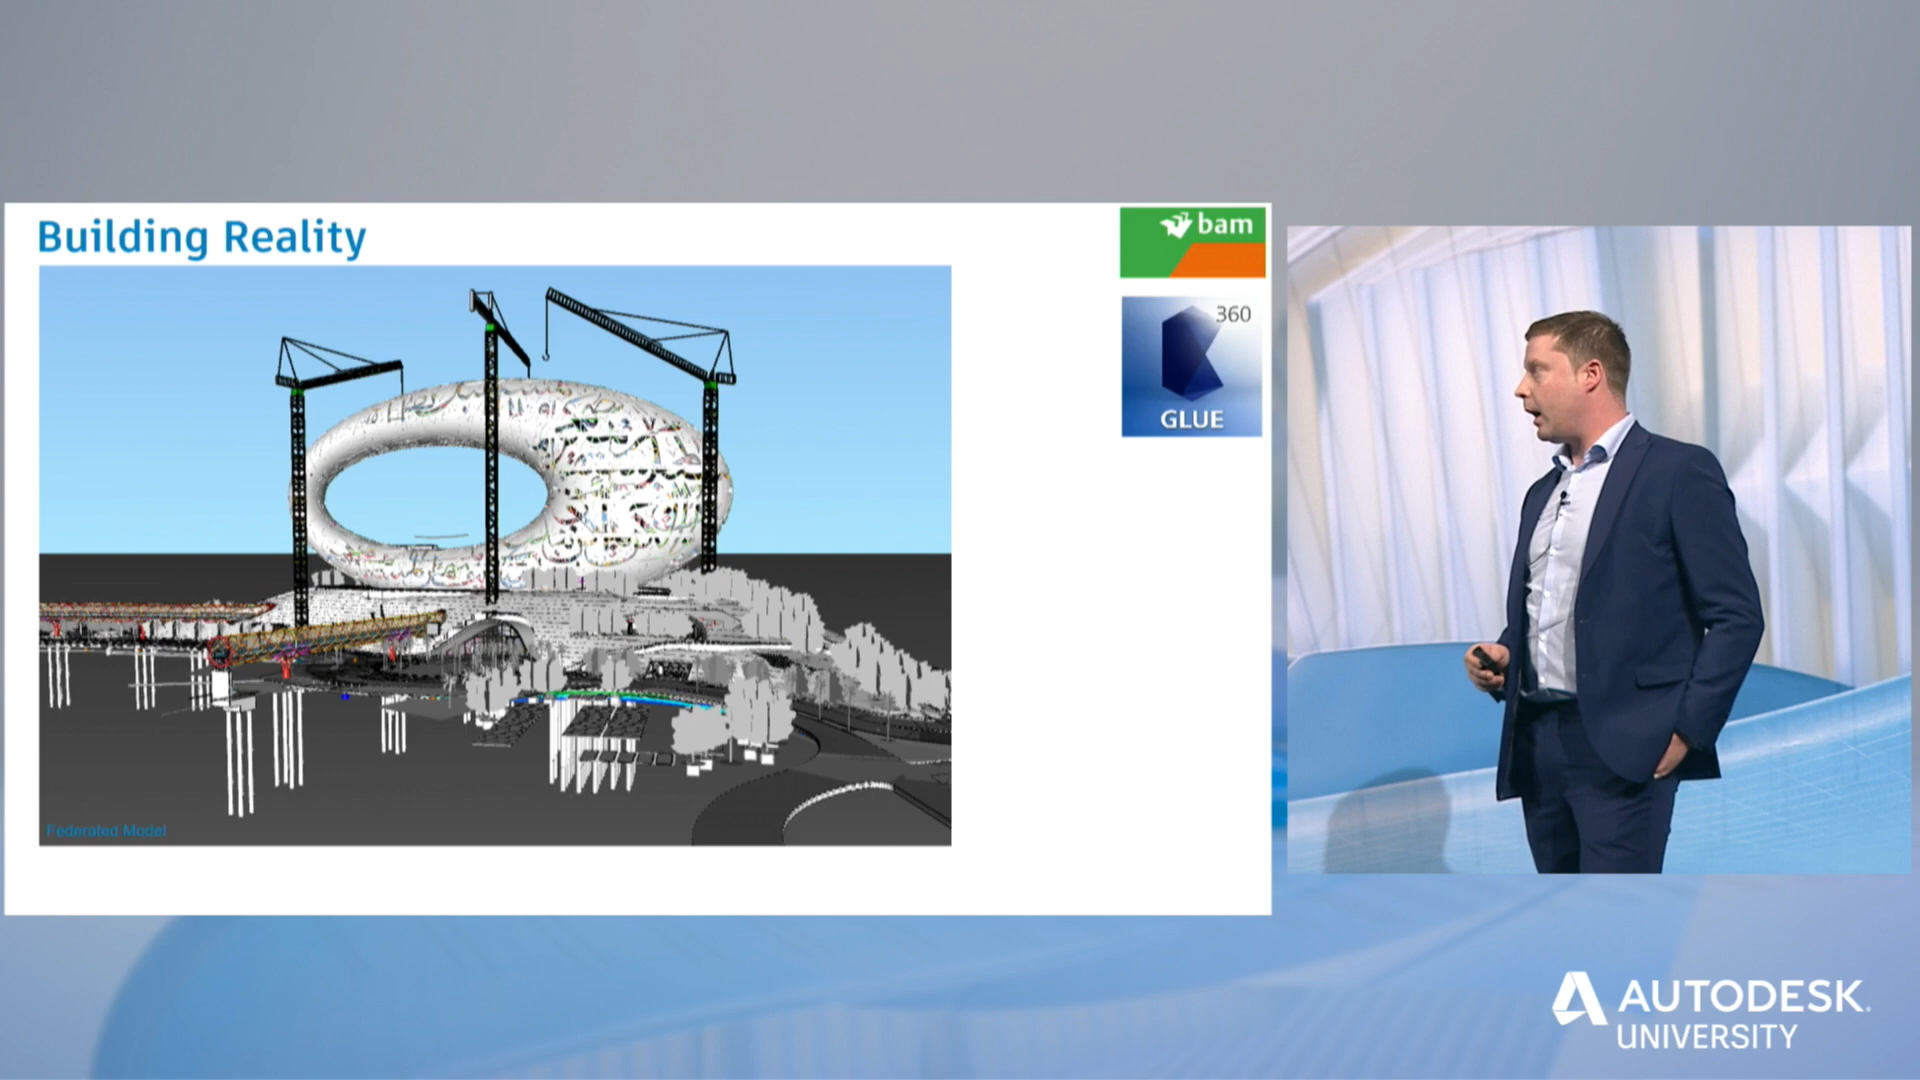 Building Reality
bam
360
GLUE
Federated Model
AUTODESK.
UNIVERSITY